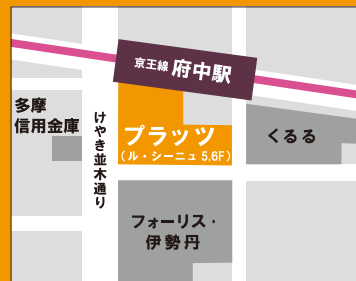 京王線 府中駅
多摩
信用金庫
けやき並木通り
プラッツ
(ル・シーニュ 5,6F)
くるる
フォーリス・
伊勢丹